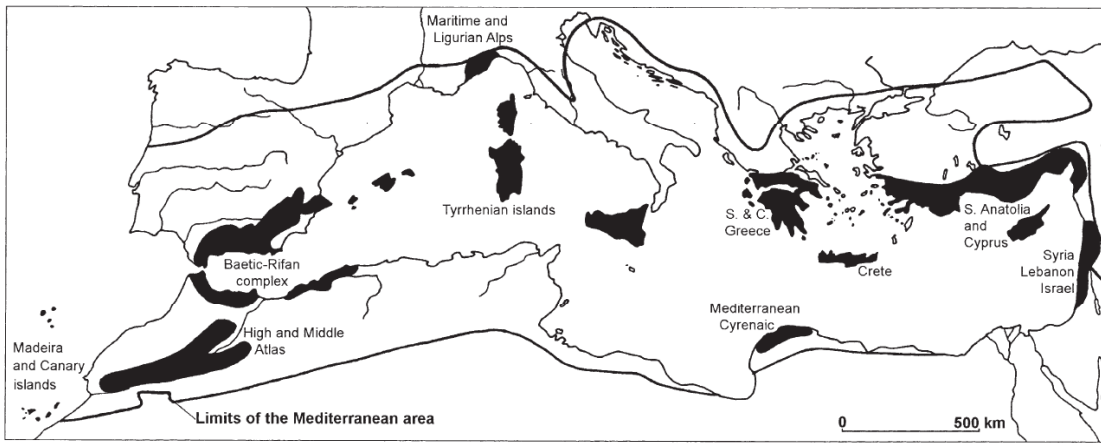 Maritime and
Ligurian Alps
Tyrrhenian islands
S. & C.
Greece
S. Anatolia
and
Cyprus
Baetic-Rifan
complex
Crete
Syria
Lebanon
Israel
Mediterranean
Cyrenaic
High and Middle
Atlas
Madeira
and Canary
islands
Limits of the Mediterranean area
0 500 km